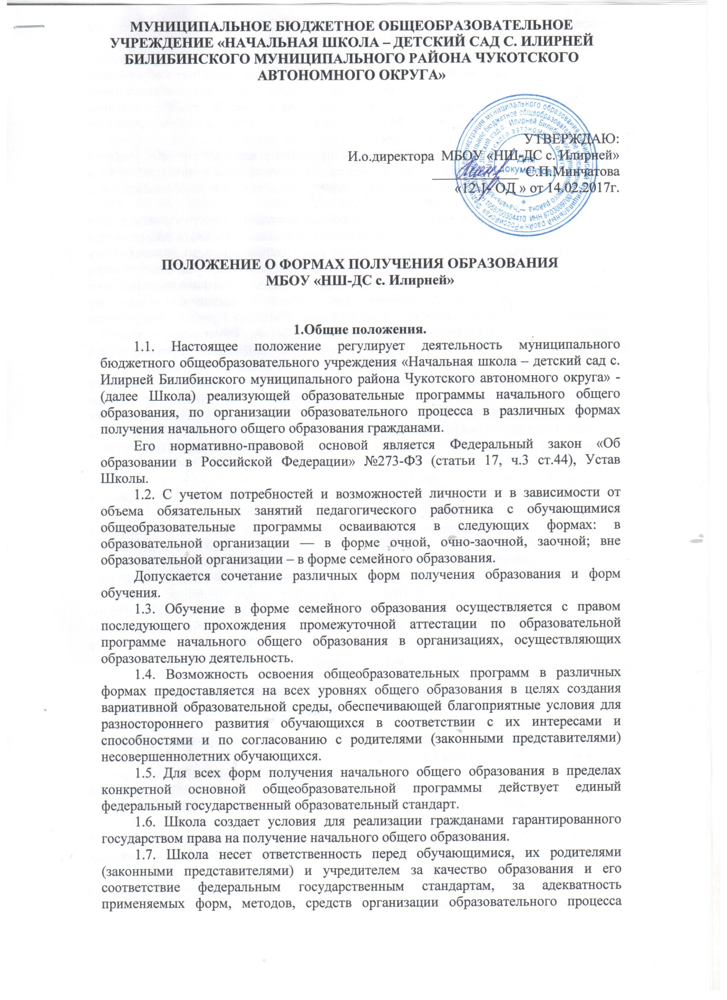 МУНИЦИПАЛЬНОЕ БЮДЖЕТНОЕ ОБЩЕОБРАЗОВАТЕЛЬНОЕ
УЧРЕЖДЕНИЕ «НАЧАЛЬНАЯ ШКОЛА – ДЕТСКИЙ САД С. ИЛИРНЕЙ
БИЛИБИНСКОГО МУНИЦИПАЛЬНОГО РАЙОНА ЧУКОТСКОГО
АВТОНОМНОГО ОКРУГА»
УТВЕРЖДАЮ:
И.о.директора МБОУ «НШ-ДС с. Илирней»
____________ С.П.Минчатова
«12\1- ОД » от 14.02.2017г.
Для
документов
ИНН 8703009700
1058700304410
ПОЛОЖЕНИЕ О ФОРМАХ ПОЛУЧЕНИЯ ОБРАЗОВАНИЯ
МБОУ «НШ-ДС с. Илирней»
1.Общие положения.
1.1. Настоящее положение регулирует деятельность муниципального
бюджетного общеобразовательного учреждения «Начальная школа – детский сад с.
Илирней Билибинского муниципального района Чукотского автономного округа» -
(далее Школа) реализующей образовательные программы начального общего
образования, по организации образовательного процесса в различных формах
получения начального общего образования гражданами.
Его нормативно-правовой основой является Федеральный закон «Об
образовании в Российской Федерации» №273-ФЗ (статьи 17, ч.3 ст.44), Устав
Школы.
1.2. С учетом потребностей и возможностей личности и в зависимости от
объема обязательных занятий педагогического работника с обучающимися
общеобразовательные программы осваиваются в следующих формах: в
образовательной организации — в форме очной, очно-заочной, заочной; вне
образовательной организации – в форме семейного образования.
Допускается сочетание различных форм получения образования и форм
обучения.
1.3. Обучение в форме семейного образования осуществляется с правом
последующего прохождения промежуточной аттестации по образовательной
программе начального общего образования в организациях, осуществляющих
образовательную деятельность.
1.4. Возможность освоения общеобразовательных программ в различных
формах предоставляется на всех уровнях общего образования в целях создания
вариативной образовательной среды, обеспечивающей благоприятные условия для
разностороннего развития обучающихся в соответствии с их интересами и
способностями и по согласованию с родителями (законными представителями)
несовершеннолетних обучающихся.
1.5. Для всех форм получения начального общего образования в пределах
конкретной основной общеобразовательной программы действует единый
федеральный государственный образовательный стандарт.
1.6. Школа создает условия для реализации гражданами гарантированного
государством права на получение начального общего образования.
1.7. Школа несет ответственность перед обучающимися, их родителями
(законными представителями) и учредителем за качество образования и его
соответствие федеральным государственным стандартам, за адекватность
применяемых форм, методов, средств организации образовательного процесса